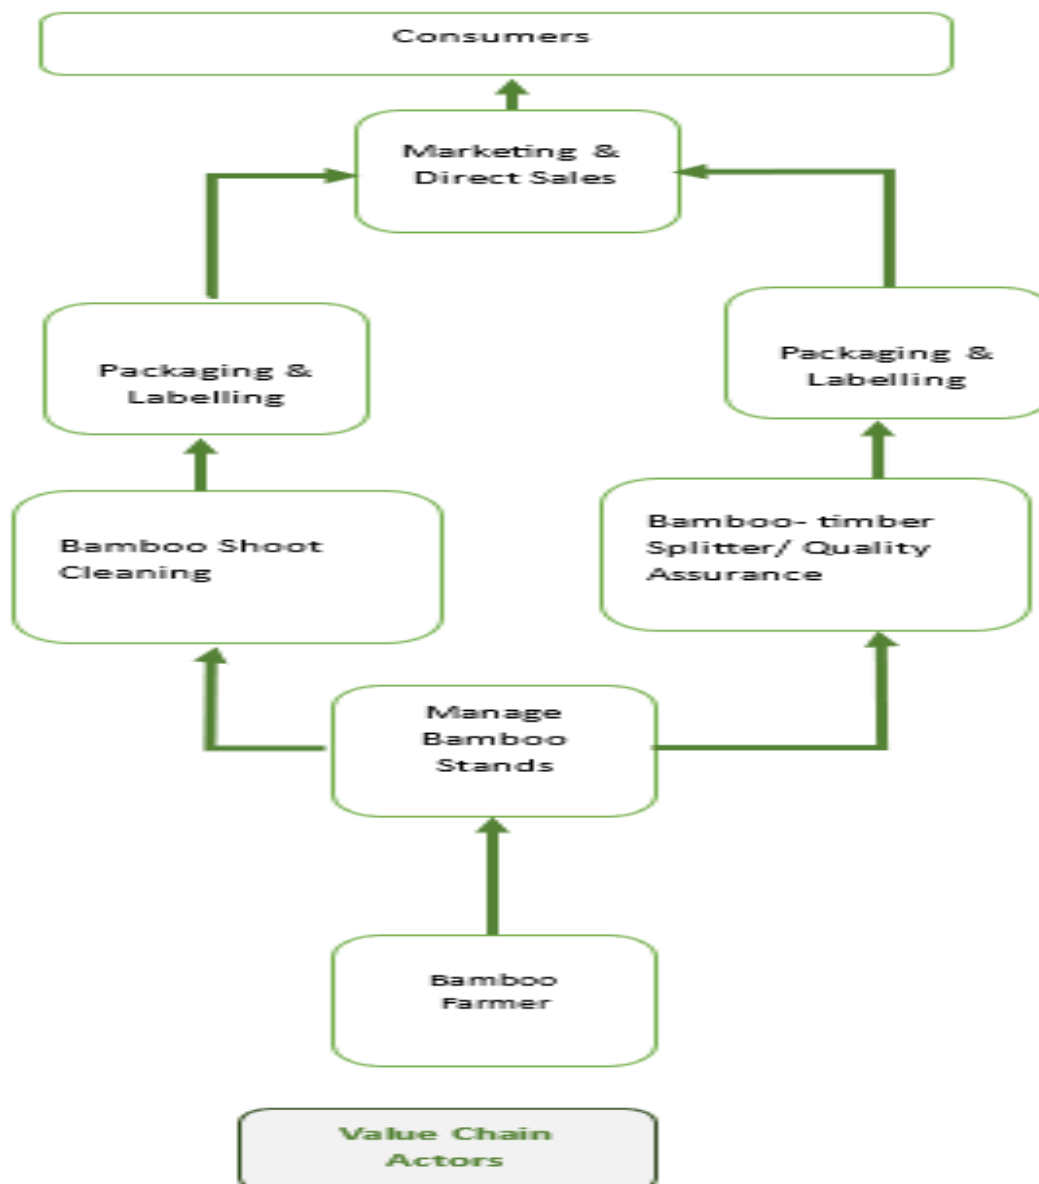 Consumers
Marketing &
Direct Sales
Packaging &
Labelling
Packaging &
Labelling
Bamboo Shoot
Cleaning
Bamboo- timber
Splitter/ Quality
Assurance
Manage
Bamboo
Stands
Bamboo
Farmer
Value Chain
Actors